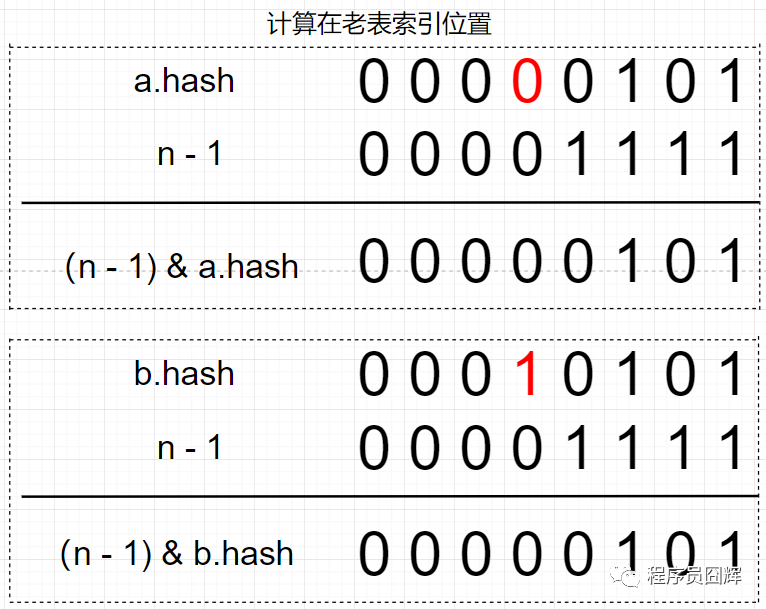 计算在老表索引位置
a.hash 0 0 0 0 0 1 0 1
n - 1 0 0 0 0 1 1 1 1
(n - 1) & a.hash 0 0 0 0 0 1 0 1
b.hash 0 0 0 1 0 1 0 1
n - 1 0 0 0 0 1 1 1 1
(n - 1) & b.hash 0 0 0 0 0 1 0 1
程序员囧辉